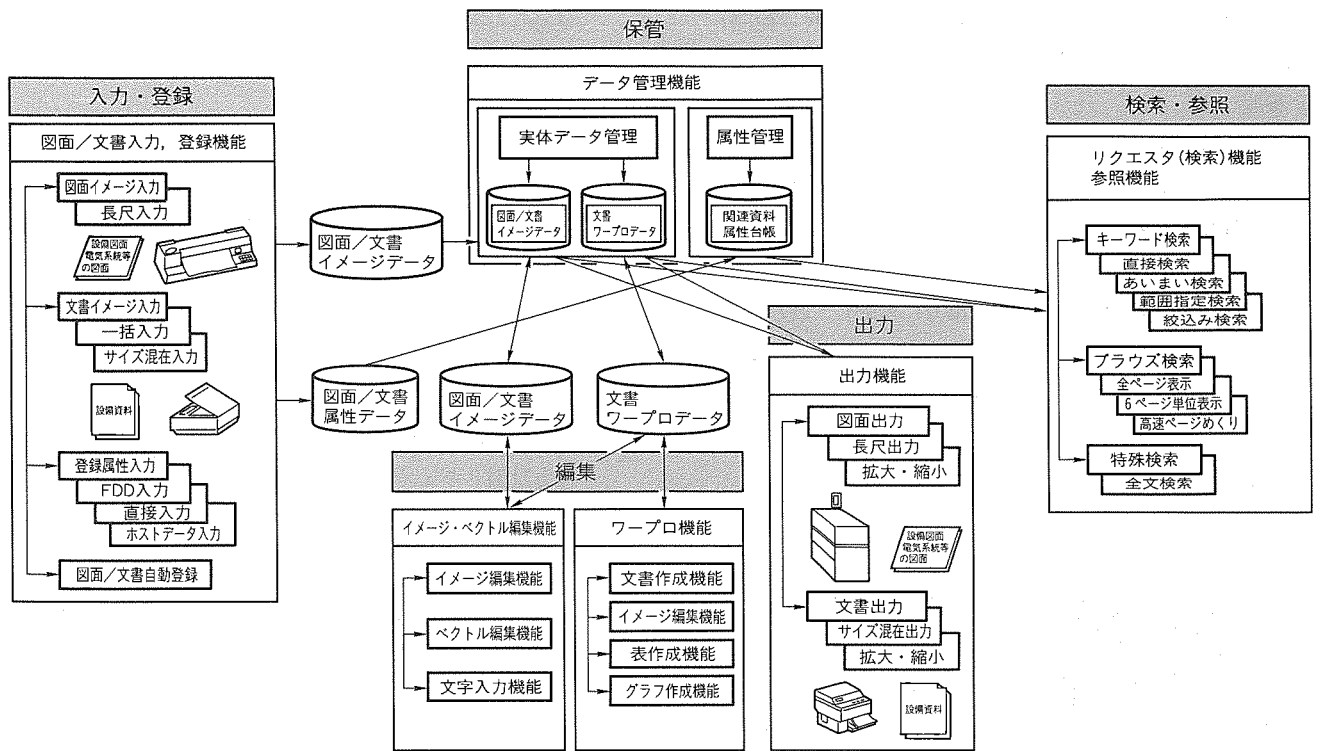 保管
データ管理機能
実体データ管理
属性管理
図面／文書
イメージデータ
文書
ワープロデータ
関連資料
属性台帳
入力・登録
図面／文書入力，登録機能
図面イメージ入力
長尺入力
設備図面
電気系統等
の図面
文書イメージ入力
一括入力
サイズ混在入力
設備資料
登録属性入力
FDD入力
直接入力
ホストデータ入力
図面／文書自動登録
図面／文書
イメージデータ
図面／文書
属性データ
図面／文書
イメージデータ
文書
ワープロデータ
編集
イメージ・ベクトル編集機能
イメージ編集機能
ベクトル編集機能
文字入力機能
ワープロ機能
文書作成機能
イメージ編集機能
表作成機能
グラフ作成機能
出力
出力機能
図面出力
長尺出力
拡大・縮小
設備図面
電気系統等
の図面
文書出力
サイズ混在出力
拡大・縮小
設備資料
検索・参照
リクエスタ(検索)機能
参照機能
キーワード検索
直接検索
あいまい検索
範囲指定検索
絞込み検索
ブラウズ検索
全ページ表示
6ページ単位表示
高速ページめくり
特殊検索
全文検索